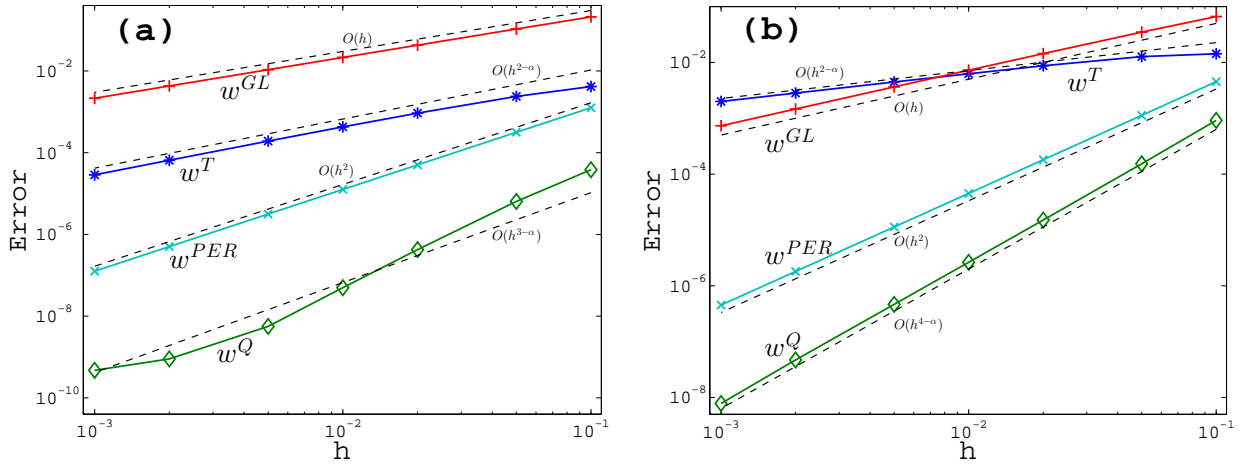 (a)
O(h)
O(h^{2-α})
w^{GL}
w^T
O(h^2)
w^{PER}
O(h^{3-α})
w^Q
Error
10^{-2}
10^{-4}
10^{-6}
10^{-8}
10^{-10}
10^{-3}
10^{-2}
10^{-1}
h
(b)
O(h^{2-α})
w^T
O(h)
w^{GL}
w^{PER}
O(h^2)
O(h^{4-α})
w^Q
Error
10^{-2}
10^{-4}
10^{-6}
10^{-8}
10^{-3}
10^{-2}
10^{-1}
h